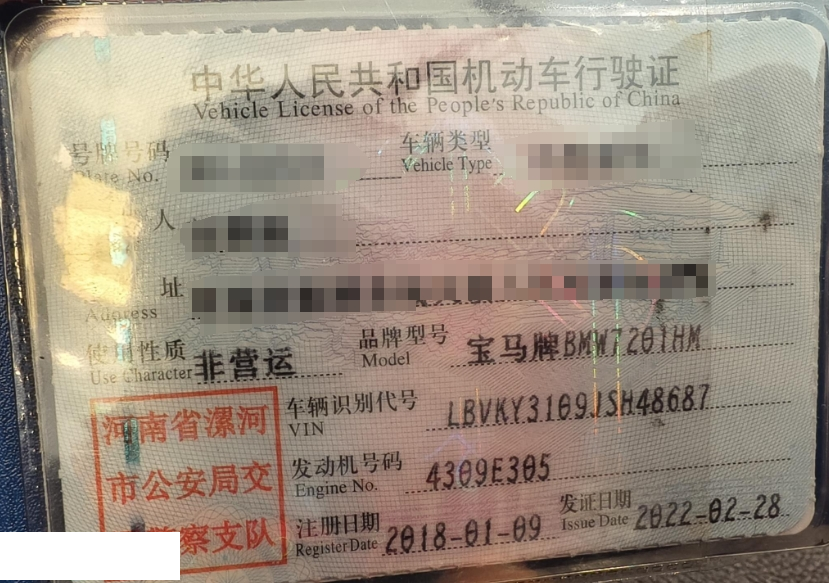 中华人民共和国机动车行驶证
Vehicle License of the People's Republic of China
号牌号码
Plate No.
车辆类型
Vehicle Type
人
址
Address
使用性质
Use Character
非营运
品牌型号
Model
宝马牌BMW7201HM
河南省漯河
市公安局交
警察支队
车辆识别代号
VIN
LBVKY3109JSH48687
发动机号码
Engine No.
4309E305
注册日期
Register Date
2018-01-09
发证日期
Issue Date
2022-02-28